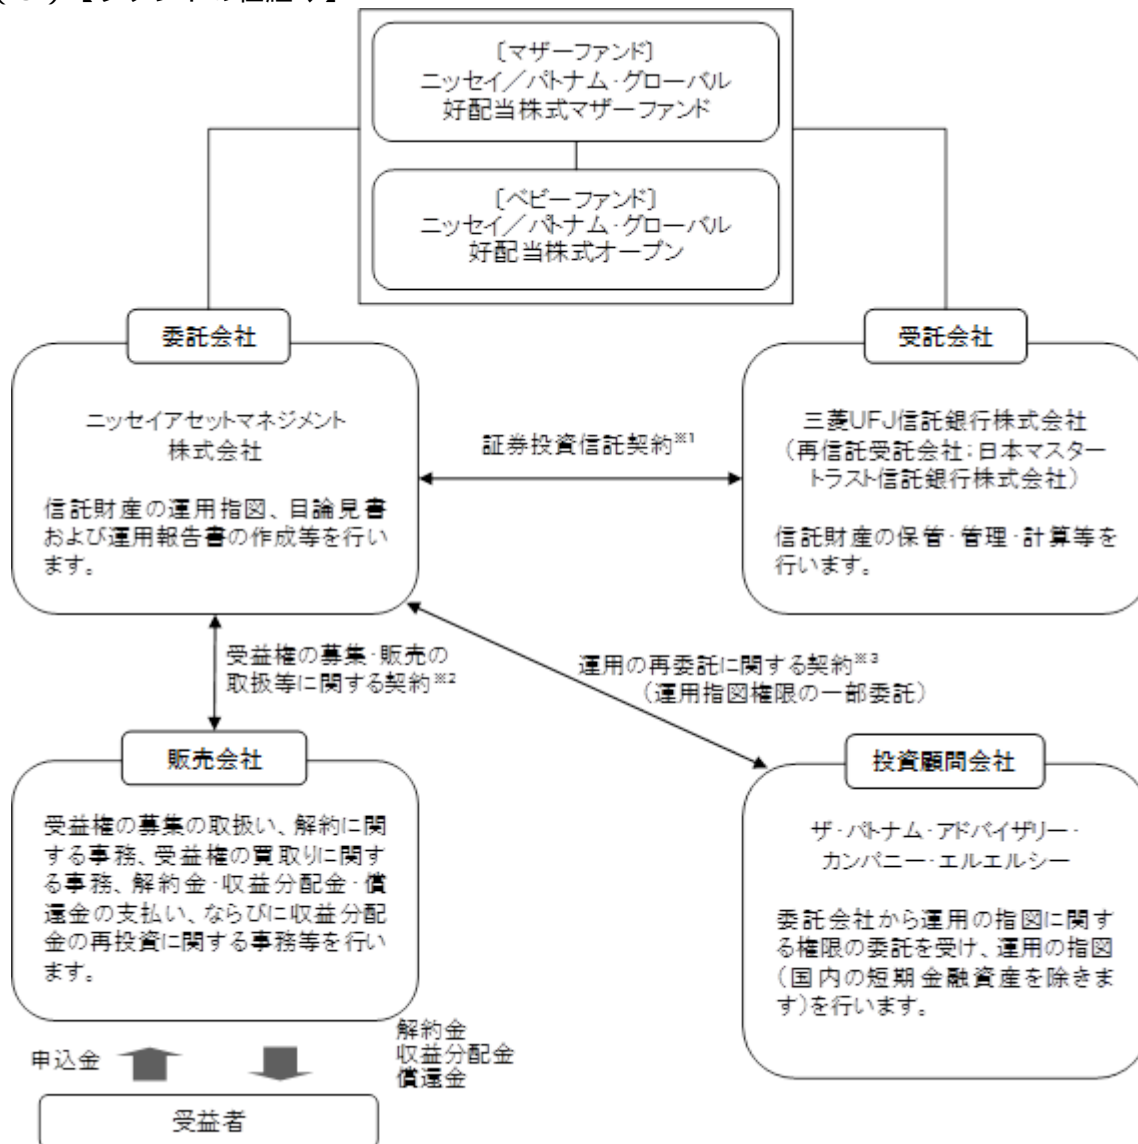 【ファンドの仕組み】
〔マザーファンド〕
ニッセイ／パトナム・グローバル
好配当株式マザーファンド
〔ベビーファンド〕
ニッセイ／パトナム・グローバル
好配当株式オープン
委託会社
ニッセイアセットマネジメント
株式会社
信託財産の運用指図、目論見書
および運用報告書の作成等を行い
ます。
証券投資信託契約※1
受託会社
三菱UFJ信託銀行株式会社
（再信託受託会社：日本マスター
トラスト信託銀行株式会社）
信託財産の保管・管理・計算等を
行います。
受益権の募集・販売の
取扱等に関する契約※2
運用の再委託に関する契約※3
（運用指図権限の一部委託）
販売会社
受益権の募集の取扱い、解約に関
する事務、受益権の買取りに関す
る事務、解約金・収益分配金・償
還金の支払い、ならびに収益分配
金の再投資に関する事務等を行い
ます。
投資顧問会社
ザ・パトナム・アドバイザリー・
カンパニー・エルエルシー
委託会社から運用の指図に関す
る権限の委託を受け、運用の指図
（国内の短期金融資産を除きま
す）を行います。
申込金
解約金
収益分配金
償還金
受益者